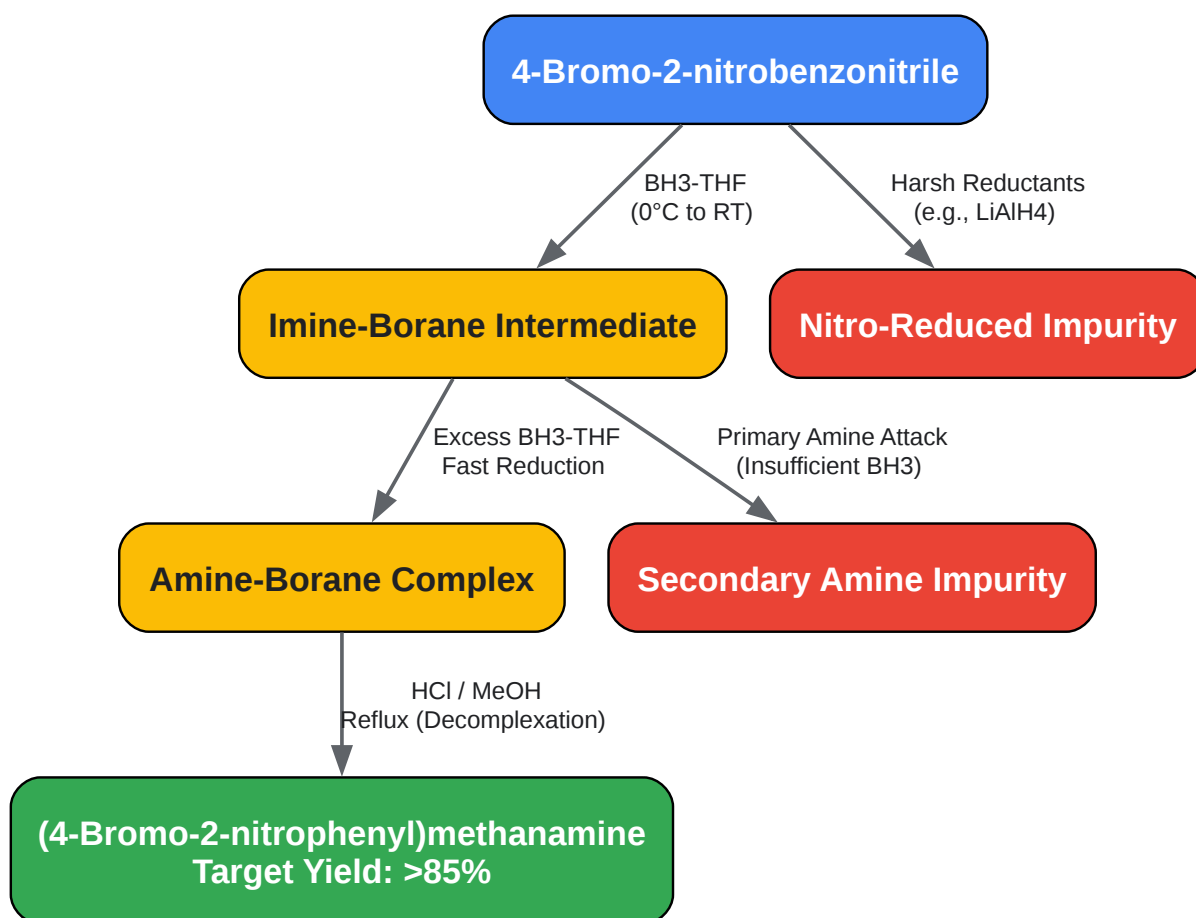 4-Bromo-2-nitrobenzonitrile
BH3-THF
(0°C to RT)
Harsh Reductants
(e.g., LiAlH4)
Imine-Borane Intermediate
Nitro-Reduced Impurity
Excess BH3-THF
Fast Reduction
Primary Amine Attack
(Insufficient BH3)
Amine-Borane Complex
Secondary Amine Impurity
HCl / MeOH
Reflux (Decomplexation)
(4-Bromo-2-nitrophenyl)methanamine
Target Yield: >85%